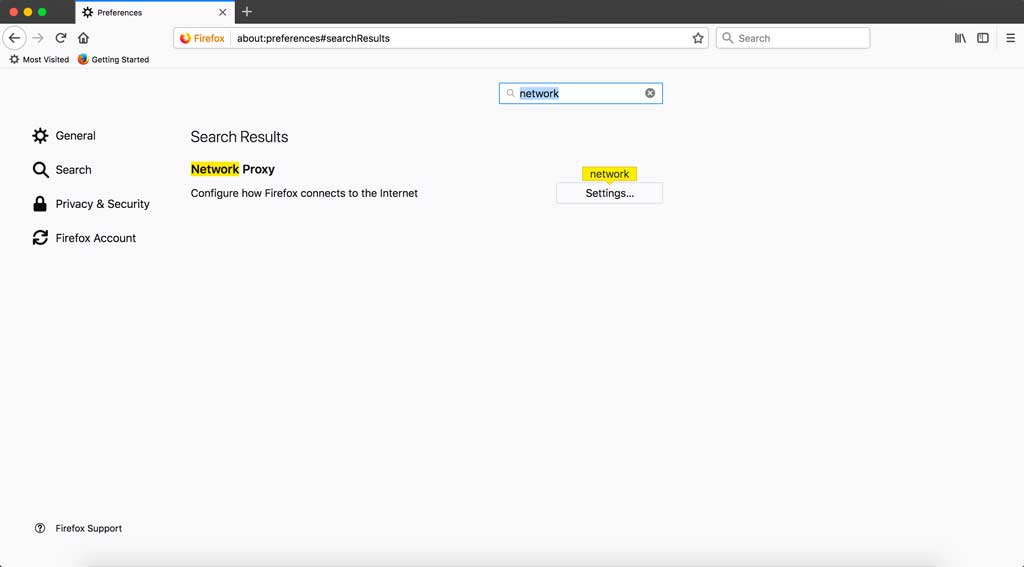 Preferences
Firefox about:preferences#searchResults Search
Most Visited Getting Started
network
General
Search
Privacy & Security
Firefox Account
Search Results
Network Proxy
Configure how Firefox connects to the Internet
network
Settings...
Firefox Support